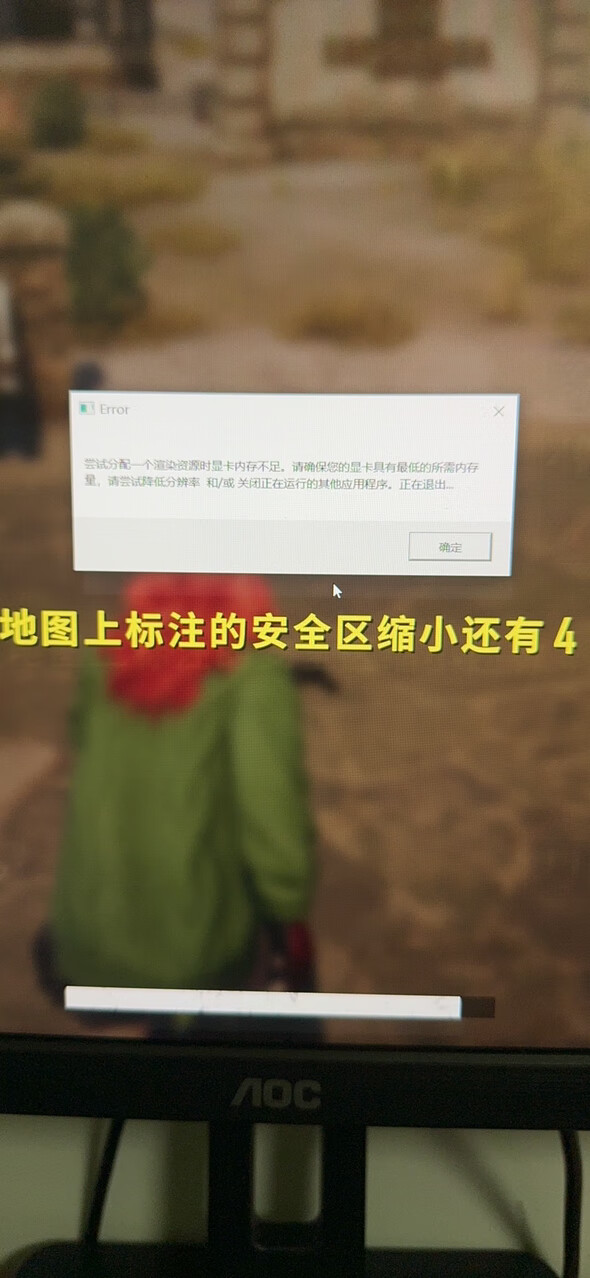 Error
尝试分配一个渲染资源时显卡内存不足。请确保您的显卡具有最低的所需内存
量，请尝试降低分辨率 和/或 关闭正在运行的其他应用程序。正在退出...
确定
地图上标注的安全区缩小还有4
AOC